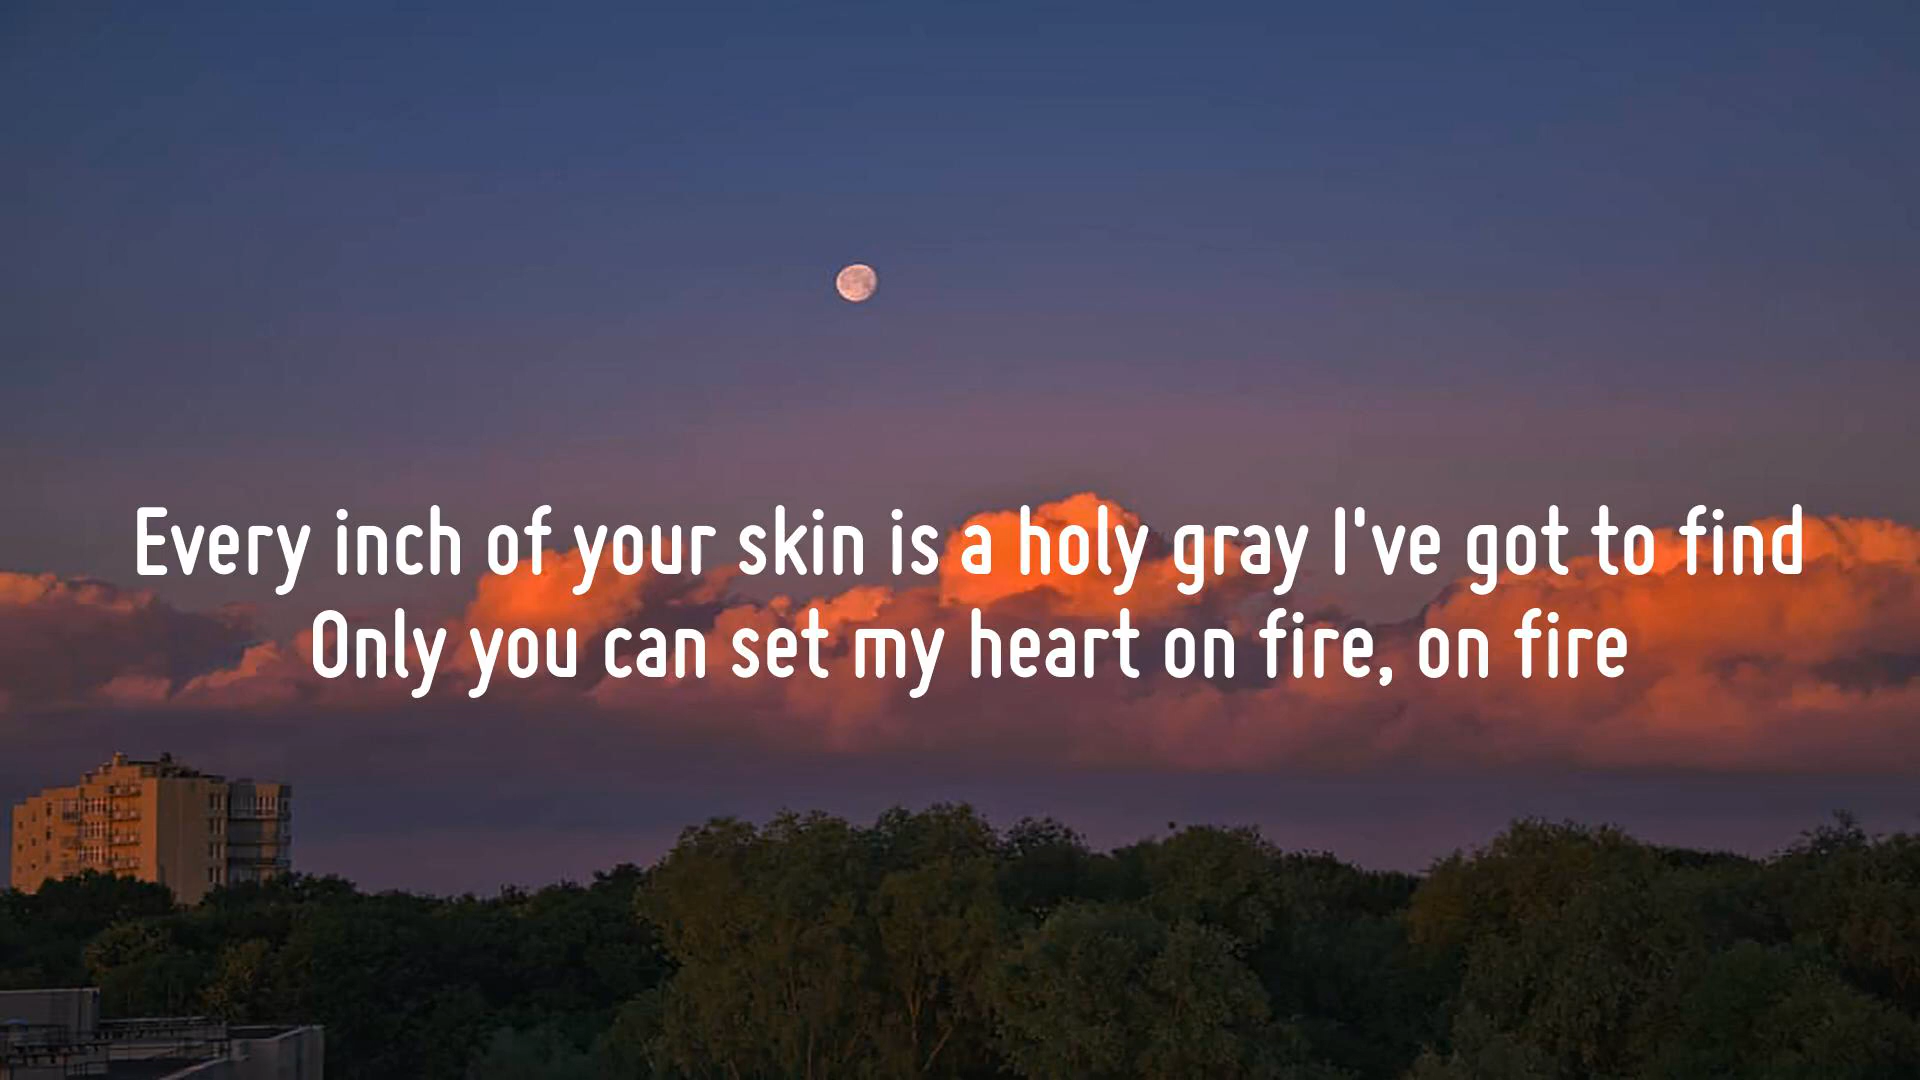 Every inch of your skin is a holy gray I've got to find
Only you can set my heart on fire, on fire